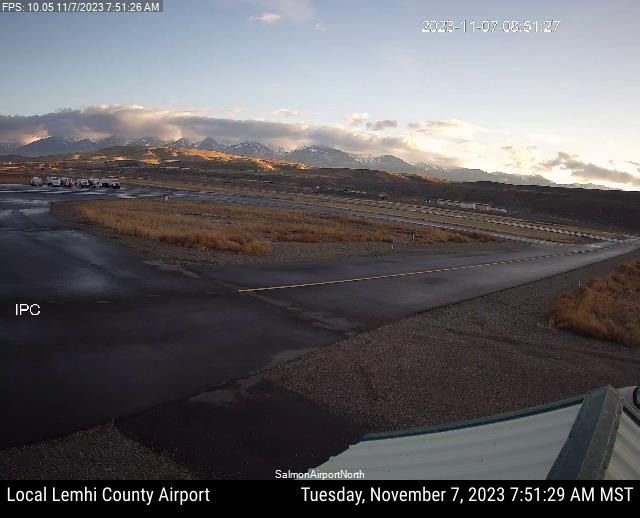 FPS: 10.05 11/7/2023 7:51:26 AM
2023-11-07 08:51:27
IPC
SalmonAirportNorth
Local Lemhi County Airport Tuesday, November 7, 2023 7:51:29 AM MST